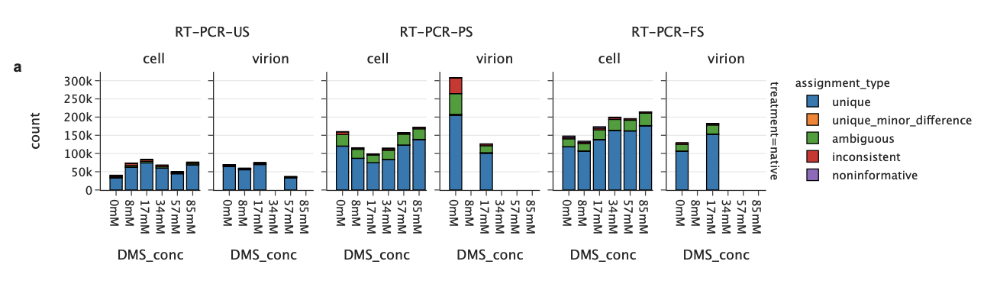 RT-PCR-US RT-PCR-PS RT-PCR-FS
cell virion cell virion cell virion
a
count
300k
250k
200k
150k
100k
50k
0
0mM 8mM 17mM 34mM 57mM 85mM 0mM 8mM 17mM 34mM 57mM 85mM 0mM 8mM 17mM 34mM 57mM 85mM 0mM 8mM 17mM 34mM 57mM 85mM 0mM 8mM 17mM 34mM 57mM 85mM 0mM 8mM 17mM 34mM 57mM 85mM
DMS_conc DMS_conc DMS_conc DMS_conc DMS_conc DMS_conc
treatment=native
assignment_type
unique
unique_minor_difference
ambiguous
inconsistent
noninformative